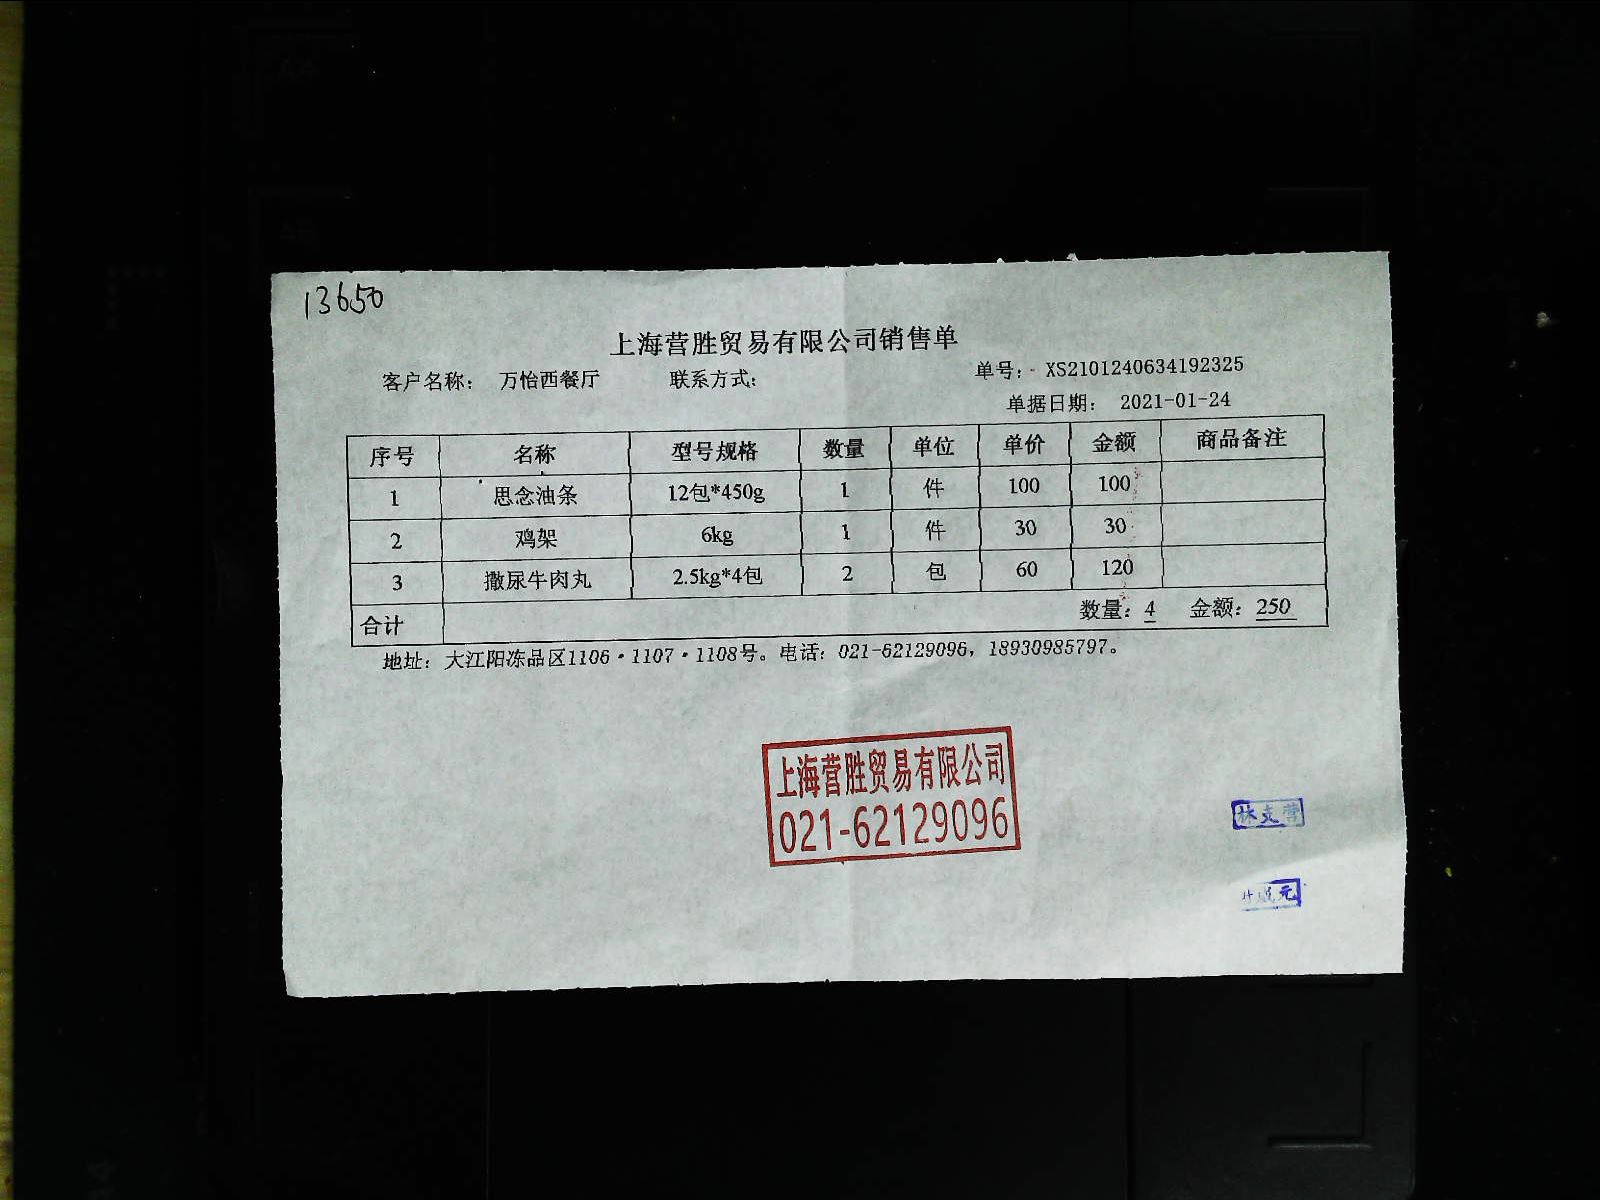 13650
上海营胜贸易有限公司销售单
客户名称: 万怡西餐厅 联系方式: 单号: XS2101240634192325
单据日期: 2021-01-24
序号 名称 型号规格 数量 单位 单价 金额 商品备注
1 思念油条 12包*450g 1 件 100 100
2 鸡架 6kg 1 件 30 30
3 撒尿牛肉丸 2.5kg*4包 2 包 60 120
合计 数量: 4 金额: 250
地址: 大江阳冻品区1106·1107·1108号。电话: 021-62129096, 18930985797。
上海营胜贸易有限公司
021-62129096
林文营
元